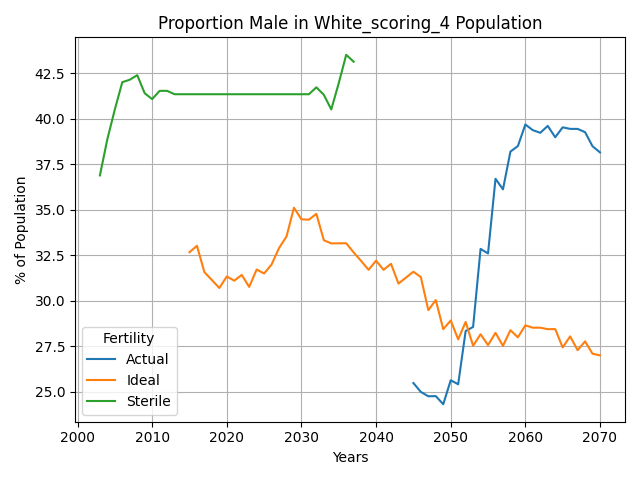 Proportion Male in White_scoring_4 Population
% of Population
42.5
40.0
37.5
35.0
32.5
30.0
27.5
25.0
Fertility
Actual
Ideal
Sterile
2000 2010 2020 2030 2040 2050 2060 2070
Years